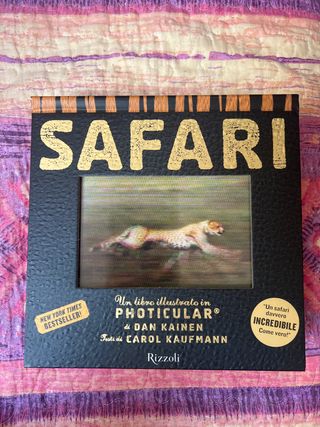 SAFARI
Un libro illustrato in
PHOTICULAR®
di DAN KAINEN
Testi di CAROL KAUFMANN
Rizzoli
NEW YORK TIMES
BESTSELLER!
"Un safari
davvero
INCREDIBILE
Come vero!"